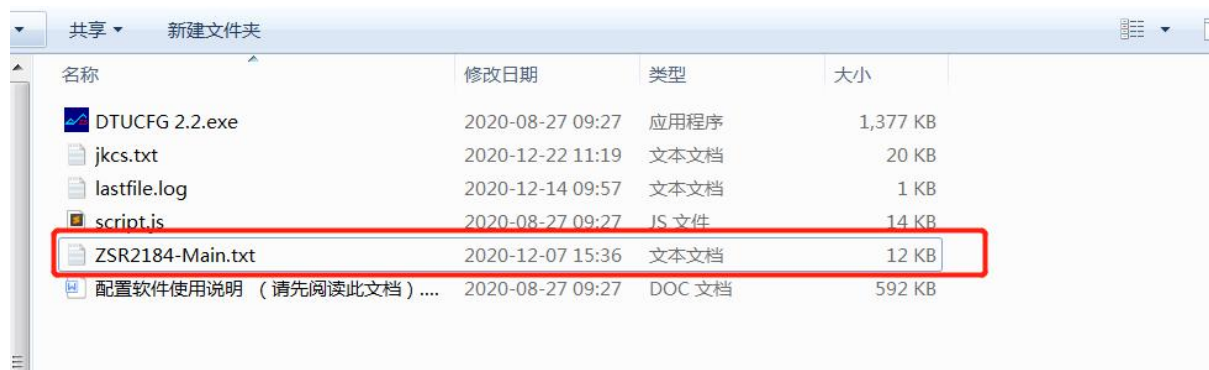 共享 新建文件夹
名称 修改日期 类型 大小
DTUCFG 2.2.exe 2020-08-27 09:27 应用程序 1,377 KB
jkcs.txt 2020-12-22 11:19 文本文档 20 KB
lastfile.log 2020-12-14 09:57 文本文档 1 KB
script.js 2020-08-27 09:27 JS 文件 14 KB
ZSR2184-Main.txt 2020-12-07 15:36 文本文档 12 KB
配置软件使用说明 （请先阅读此文档）.... 2020-08-27 09:27 DOC 文档 592 KB